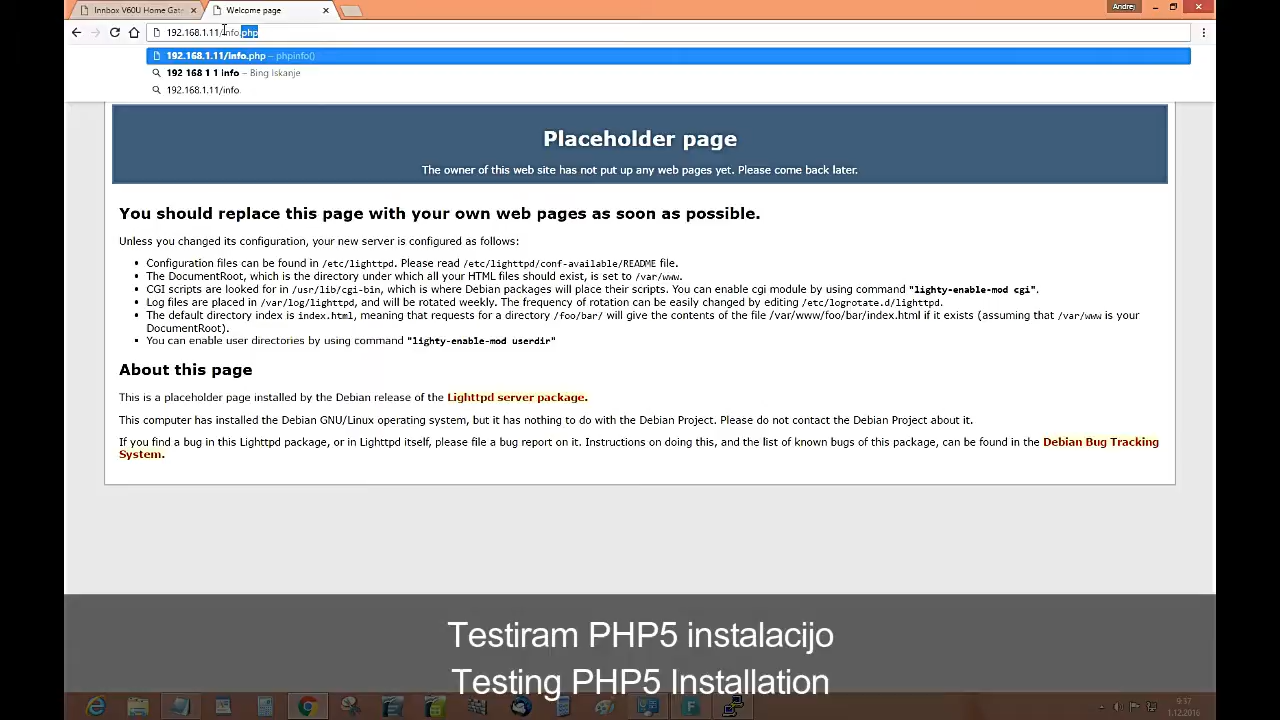 Innbox V60U Home Gate
Welcome page
Andrej
192.168.1.11/info.php
192.168.1.11/info.php – phpinfo()
192 168 1 1 info – Bing Iskanje
192.168.1.11/info.
Placeholder page
The owner of this web site has not put up any web pages yet. Please come back later.
You should replace this page with your own web pages as soon as possible.
Unless you changed its configuration, your new server is configured as follows:
• Configuration files can be found in /etc/lighttpd. Please read /etc/lighttpd/conf-available/README file.
• The DocumentRoot, which is the directory under which all your HTML files should exist, is set to /var/www.
• CGI scripts are looked for in /usr/lib/cgi-bin, which is where Debian packages will place their scripts. You can enable cgi module by using command "lighty-enable-mod cgi".
• Log files are placed in /var/log/lighttpd, and will be rotated weekly. The frequency of rotation can be easily changed by editing /etc/logrotate.d/lighttpd.
• The default directory index is index.html, meaning that requests for a directory /foo/bar/ will give the contents of the file /var/www/foo/bar/index.html if it exists (assuming that /var/www is your
DocumentRoot).
• You can enable user directories by using command "lighty-enable-mod userdir"
About this page
This is a placeholder page installed by the Debian release of the Lighttpd server package.
This computer has installed the Debian GNU/Linux operating system, but it has nothing to do with the Debian Project. Please do not contact the Debian Project about it.
If you find a bug in this Lighttpd package, or in Lighttpd itself, please file a bug report on it. Instructions on doing this, and the list of known bugs of this package, can be found in the Debian Bug Tracking
System.
Testiram PHP5 instalacijo
Testing PHP5 Installation
9:37
1.12.2016